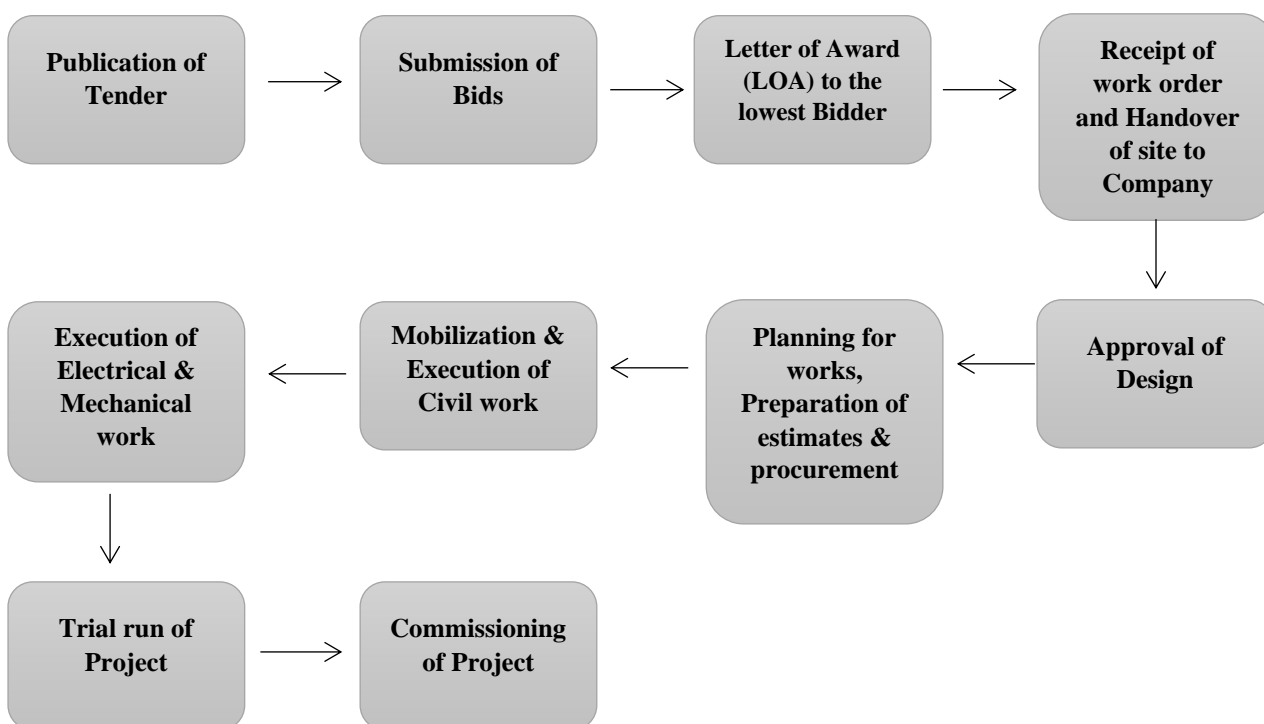 Publication of
Tender
Submission of
Bids
Letter of Award
(LOA) to the
lowest Bidder
Receipt of
work order
and Handover
of site to
Company
Approval of
Design
Planning for
works,
Preparation of
estimates &
procurement
Mobilization &
Execution of
Civil work
Execution of
Electrical &
Mechanical
work
Trial run of
Project
Commissioning
of Project